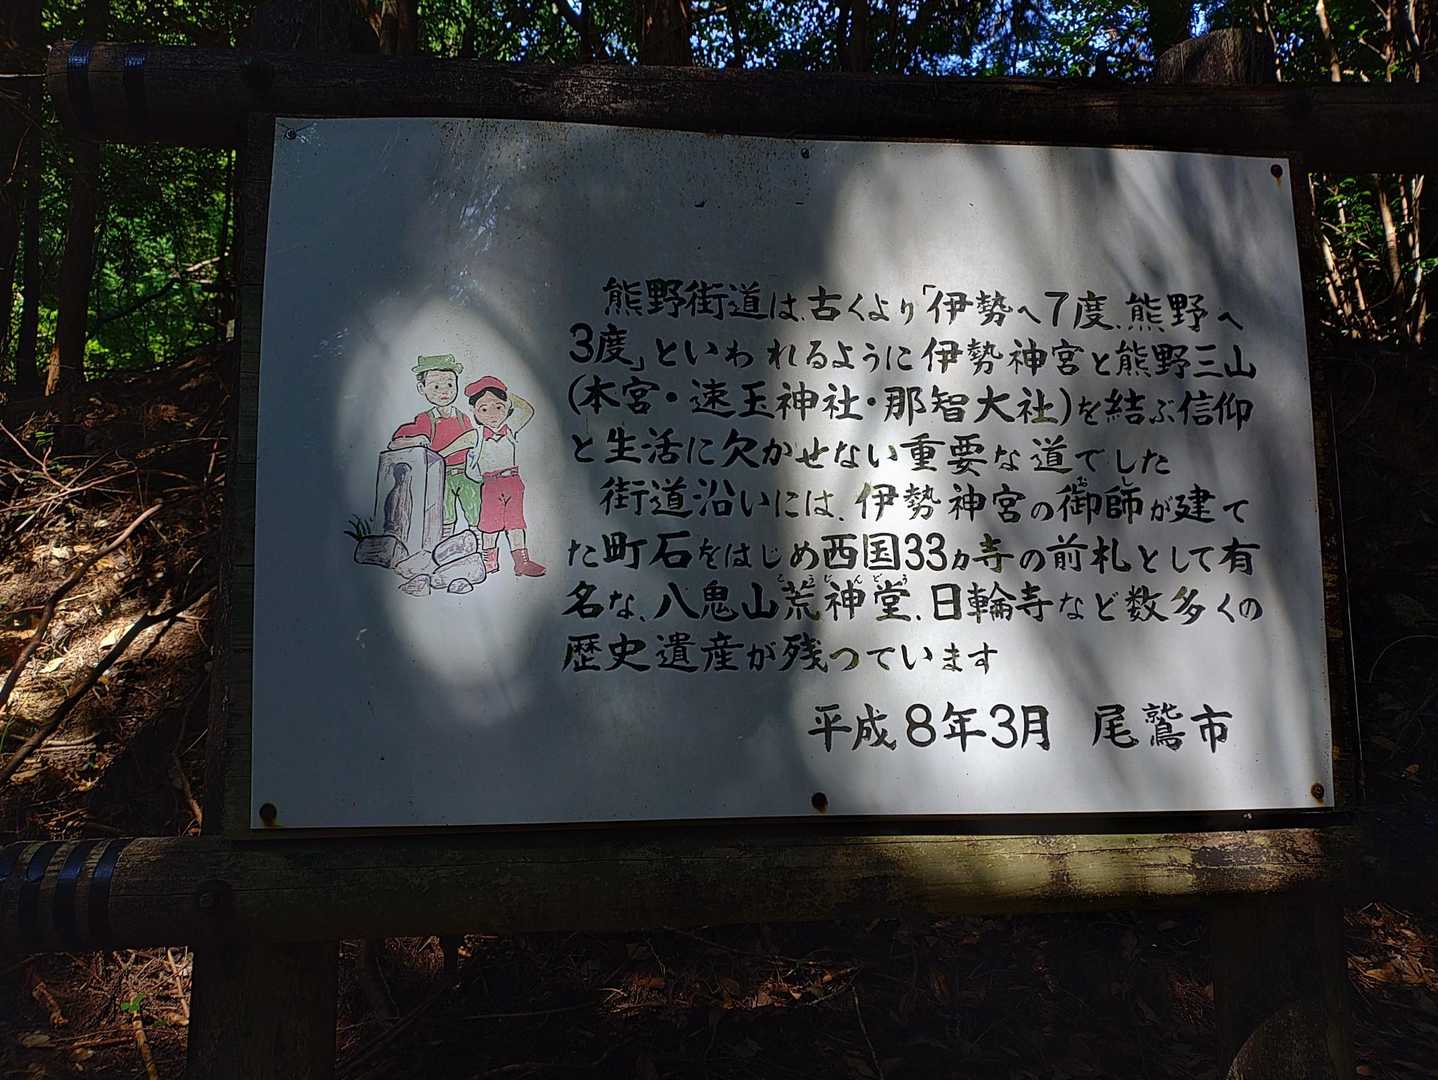 熊野街道は、古くより「伊勢へ7度、熊野へ
3度」といわれるように伊勢神宮と熊野三山
(本宮・速玉神社・那智大社)を結ぶ信仰
と生活に欠かせない重要な道でした
街道沿いには、伊勢神宮の御師が建て
た町石をはじめ西国33ヵ寺の前札として有
名な、八鬼山荒神堂、日輪寺など数多くの
歴史遺産が残っています
平成8年3月 尾鷲市